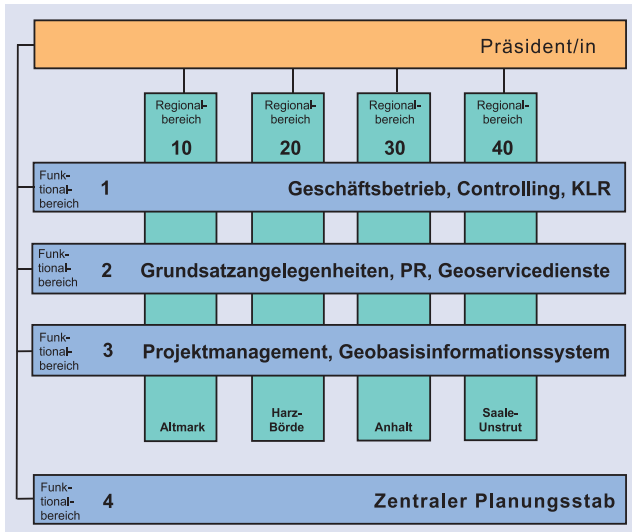 Präsident/in
Regional-
bereich
10
Regional-
bereich
20
Regional-
bereich
30
Regional-
bereich
40
Funk-
tional-
bereich
1
Geschäftsbetrieb, Controlling, KLR
Funk-
tional-
bereich
2
Grundsatzangelegenheiten, PR, Geoservicedienste
Funk-
tional-
bereich
3
Projektmanagement, Geobasisinformationssystem
Altmark
Harz-
Börde
Anhalt
Saale-
Unstrut
Funk-
tional-
bereich
4
Zentraler Planungsstab